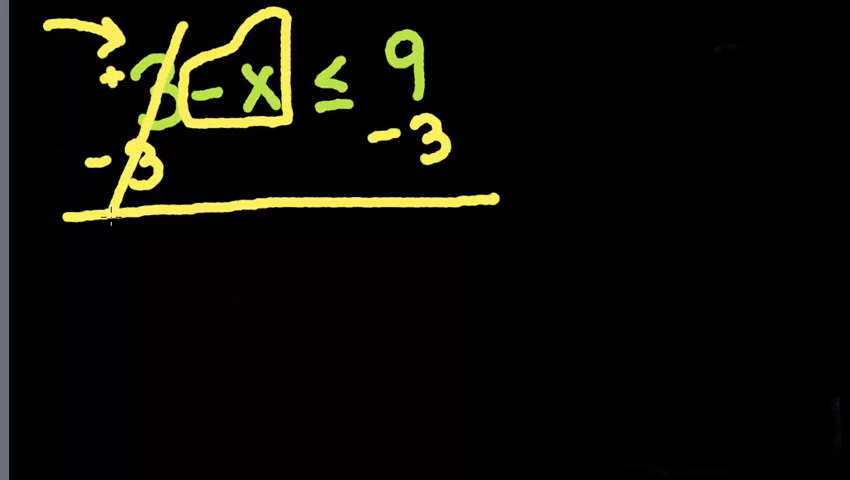 +3 - x ≤ 9
- 3 - 3